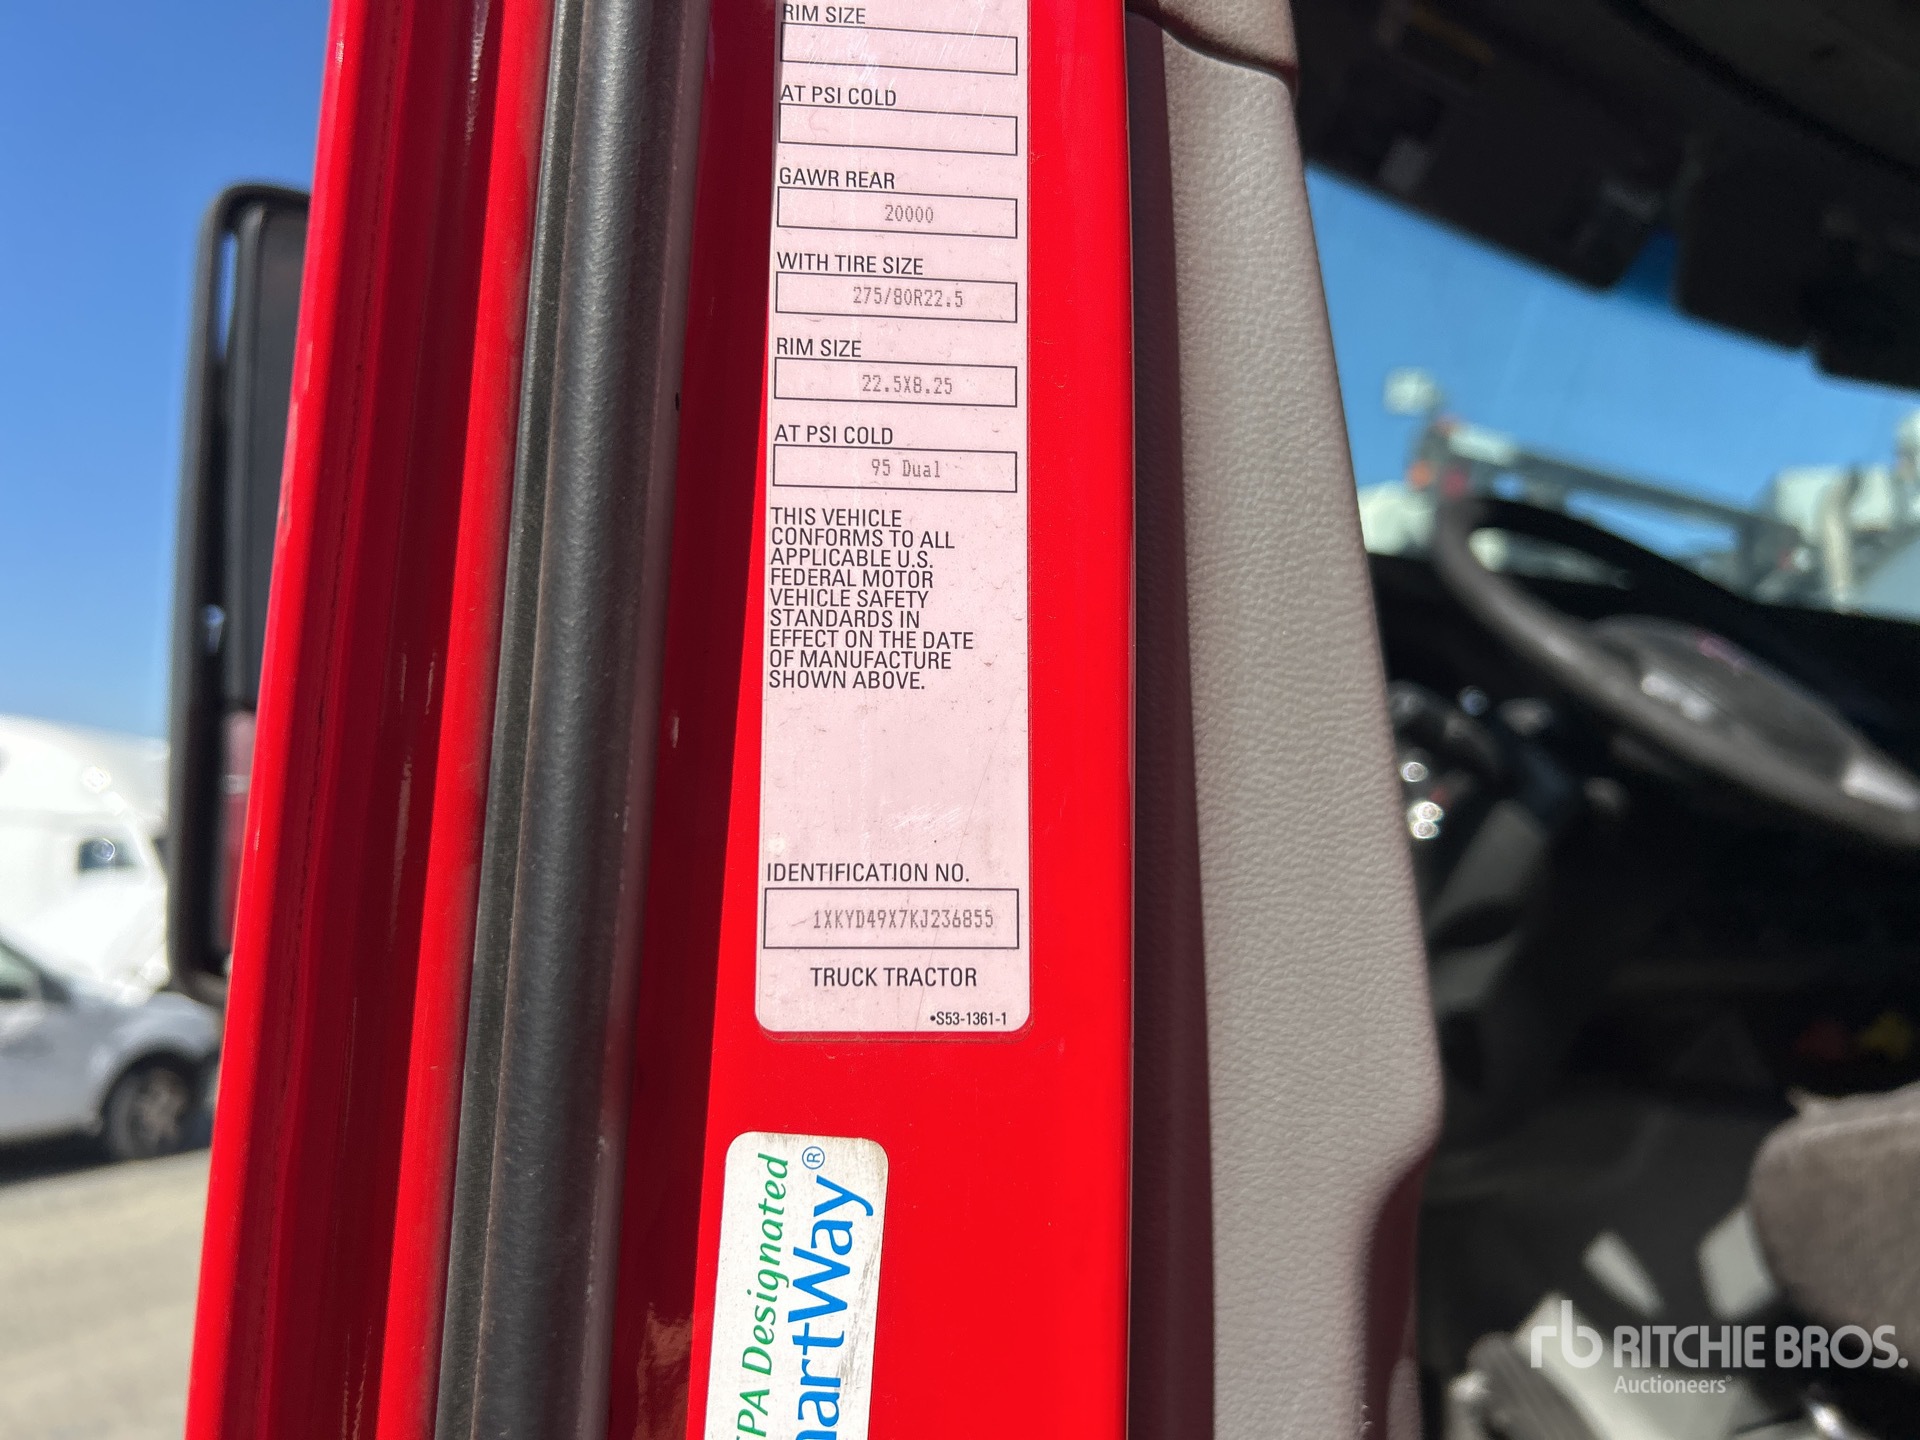 RIM SIZE
AT PSI COLD
GAWR REAR
20000
WITH TIRE SIZE
275/80R22.5
RIM SIZE
22.5X8.25
AT PSI COLD
95 Dual
THIS VEHICLE
CONFORMS TO ALL
APPLICABLE U.S.
FEDERAL MOTOR
VEHICLE SAFETY
STANDARDS IN
EFFECT ON THE DATE
OF MANUFACTURE
SHOWN ABOVE.
IDENTIFICATION NO.
1XKYD49X7KJ236855
TRUCK TRACTOR
•S53-1361-1
EPA Designated
martWay®
rb RITCHIE BROS.
Auctioneers